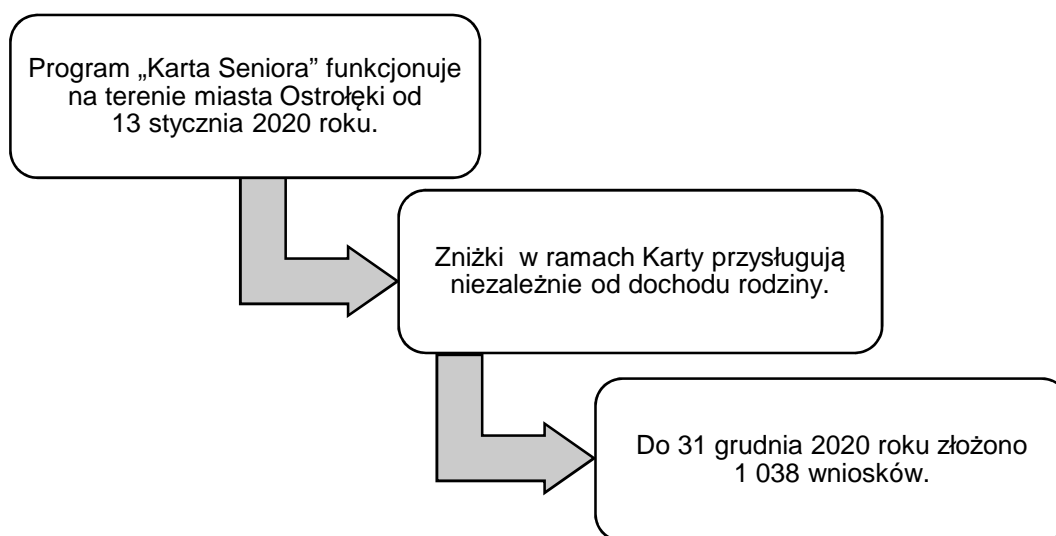 Program „Karta Seniora” funkcjonuje
na terenie miasta Ostrołęki od
13 stycznia 2020 roku.
Zniżki w ramach Karty przysługują
niezależnie od dochodu rodziny.
Do 31 grudnia 2020 roku złożono
1 038 wniosków.